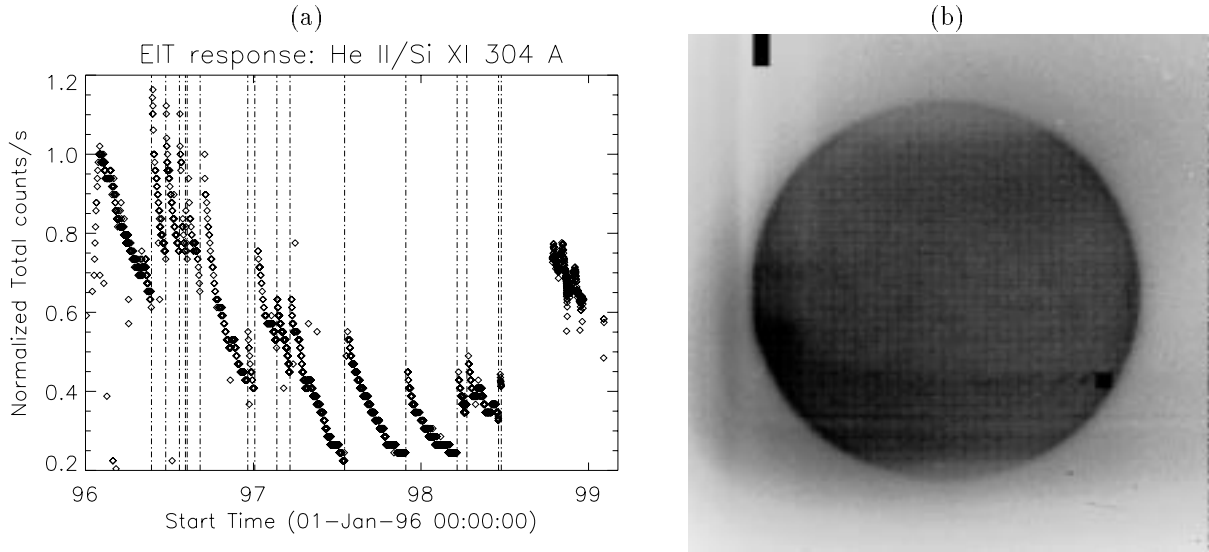 (a)
EIT response: He II/Si XI 304 A
Normalized Total counts/s
1.2
1.0
0.8
0.6
0.4
0.2
96 97 98 99
Start Time (01-Jan-96 00:00:00)
(b)